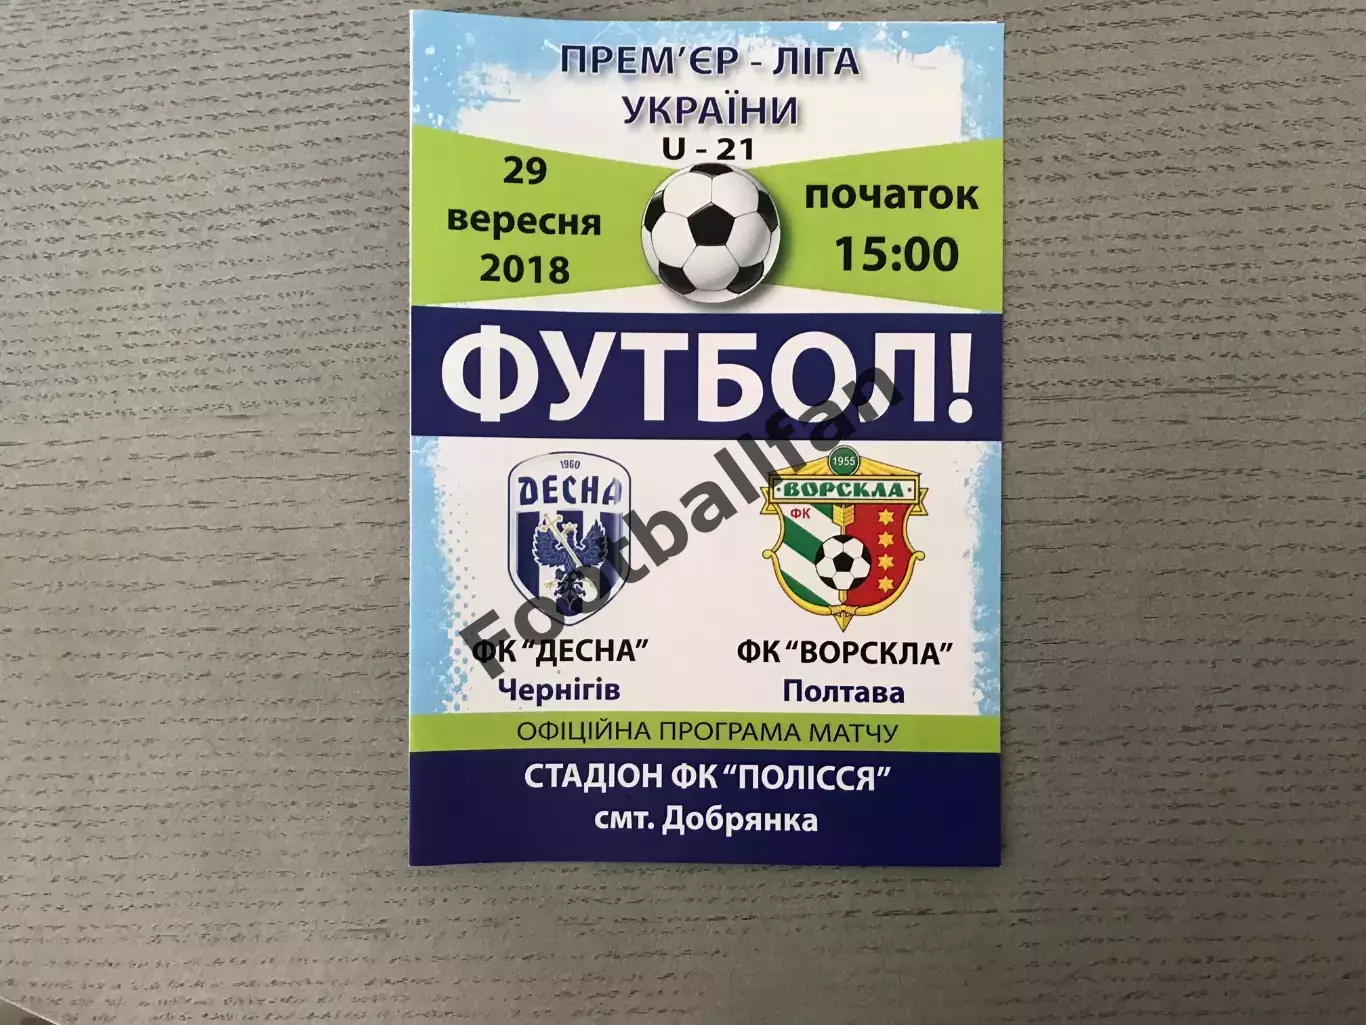 ПРЕМ’ЄР - ЛІГА
УКРАЇНИ
U - 21
29
вересня
2018
початок
15:00
ФУТБОЛ!
1960
ДЕСНА
1955
ВОРСКЛА
ФК
Footballfan
ФК “ДЕСНА”
Чернігів
ФК “ВОРСКЛА”
Полтава
ОФІЦІЙНА ПРОГРАМА МАТЧУ
СТАДІОН ФК “ПОЛІССЯ”
смт. Добрянка